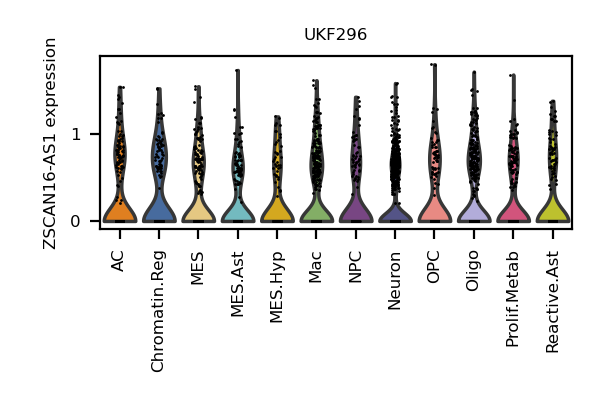 UKF296
ZSCAN16-AS1 expression
1
0
AC
Chromatin.Reg
MES
MES.Ast
MES.Hyp
Mac
NPC
Neuron
OPC
Oligo
Prolif.Metab
Reactive.Ast